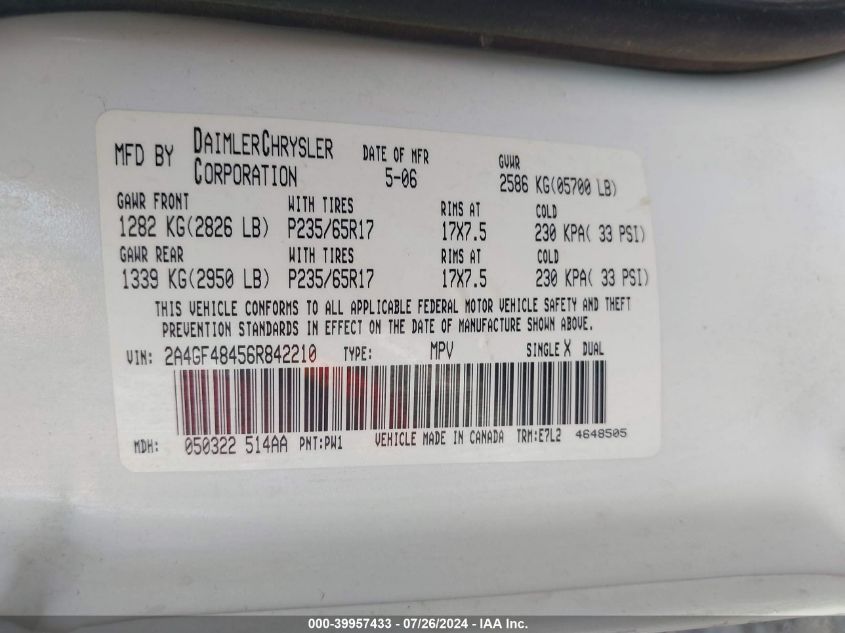 MFD BY DAIMLERCHRYSLER CORPORATION DATE OF MFR 5-06 GVWR 2586 KG(05700 LB)
GAWR FRONT WITH TIRES RIMS AT COLD
1282 KG(2826 LB) P235/65R17 17X7.5 230 KPA( 33 PSI)
GAWR REAR WITH TIRES RIMS AT COLD
1339 KG(2950 LB) P235/65R17 17X7.5 230 KPA( 33 PSI)
THIS VEHICLE CONFORMS TO ALL APPLICABLE FEDERAL MOTOR VEHICLE SAFETY AND THEFT
PREVENTION STANDARDS IN EFFECT ON THE DATE OF MANUFACTURE SHOWN ABOVE.
VIN: 2A4GF48456R842210 TYPE: MPV SINGLE X DUAL
MDH: 050322 514AA PNT:PW1 VEHICLE MADE IN CANADA TRM:E7L2 4648505
000-39957433 - 07/26/2024 - IAA Inc.